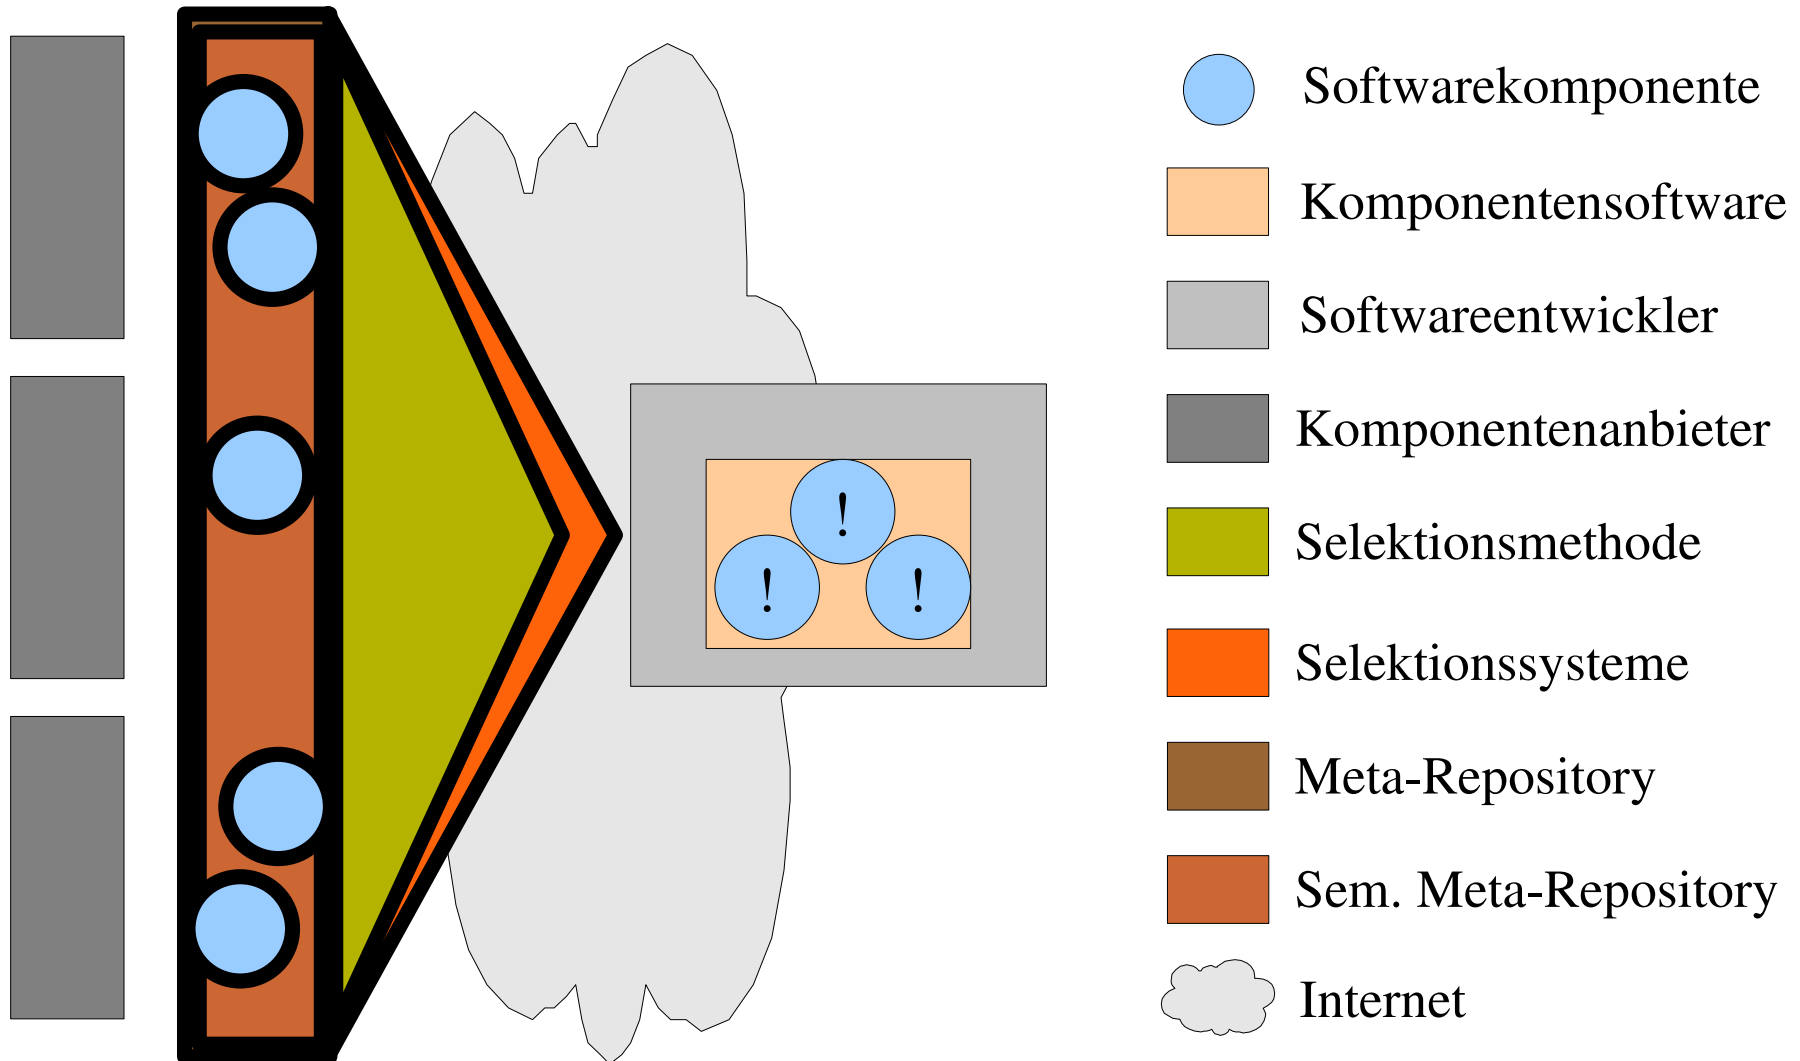 Softwarekomponente
Komponentensoftware
Softwareentwickler
Komponentenanbieter
!
! !
Selektionsmethode
Selektionssysteme
Meta-Repository
Sem. Meta-Repository
Internet